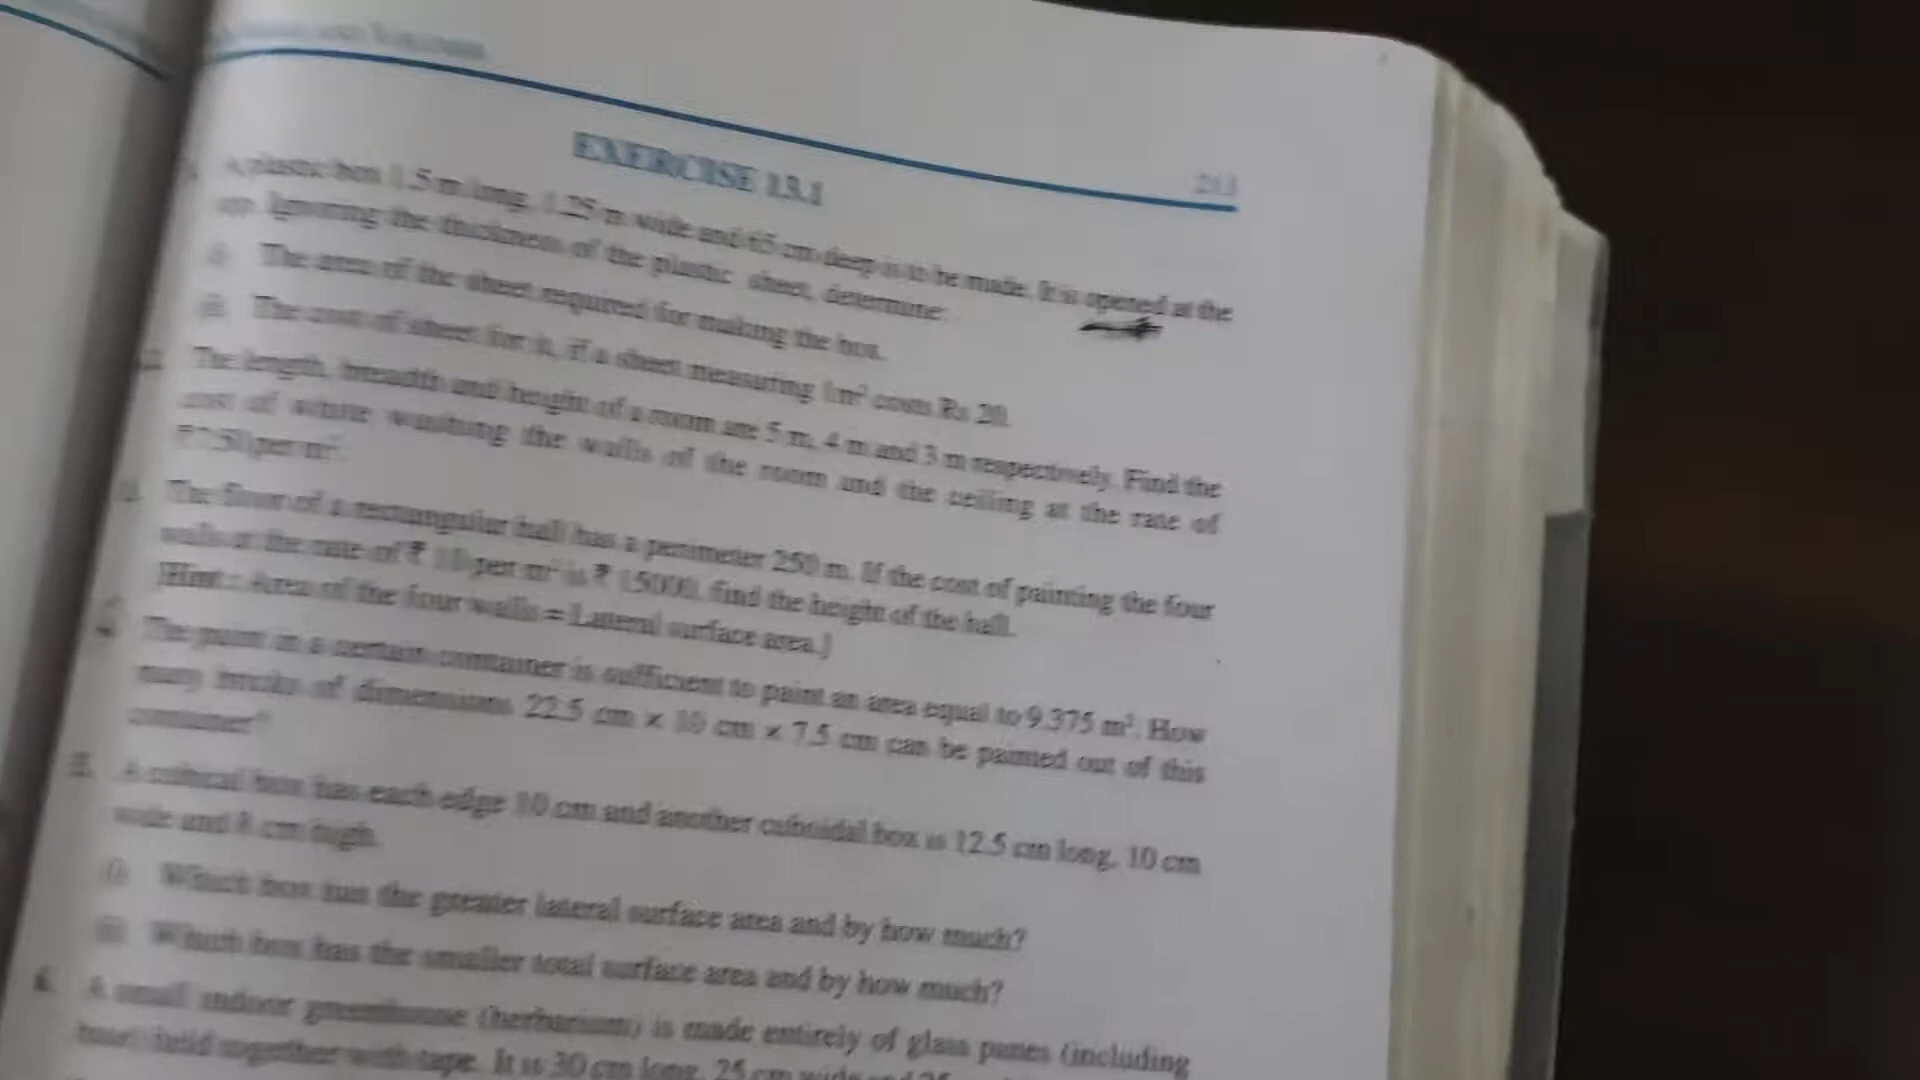 EXERCISE 13.1
213
A plastic box 1.5 m long, 1.25 m wide and 65 cm deep is to be made. It is opened at the
top. Ignoring the thickness of the plastic sheet, determine:
The area of the sheet required for making the box.
The cost of sheet for it, if a sheet measuring 1m² costs Rs 20.
The length, breadth and height of a room are 5 m, 4 m and 3 m respectively. Find the
cost of white washing the walls of the room and the ceiling at the rate of
₹ 7.50 per m².
The floor of a rectangular hall has a perimeter 250 m. If the cost of painting the four
walls at the rate of ₹ 10 per m² is ₹ 15000, find the height of the hall.
[Hint : Area of the four walls = Lateral surface area.]
The paint in a certain container is sufficient to paint an area equal to 9.375 m². How
many bricks of dimensions 22.5 cm × 10 cm × 7.5 cm can be painted out of this
container?
5. A cubical box has each edge 10 cm and another cuboidal box is 12.5 cm long, 10 cm
wide and 8 cm high.
(i) Which box has the greater lateral surface area and by how much?
(ii) Which box has the smaller total surface area and by how much?
6. A small indoor greenhouse (herbarium) is made entirely of glass panes (including
base) held together with tape. It is 30 cm long, 25 cm wide and 25